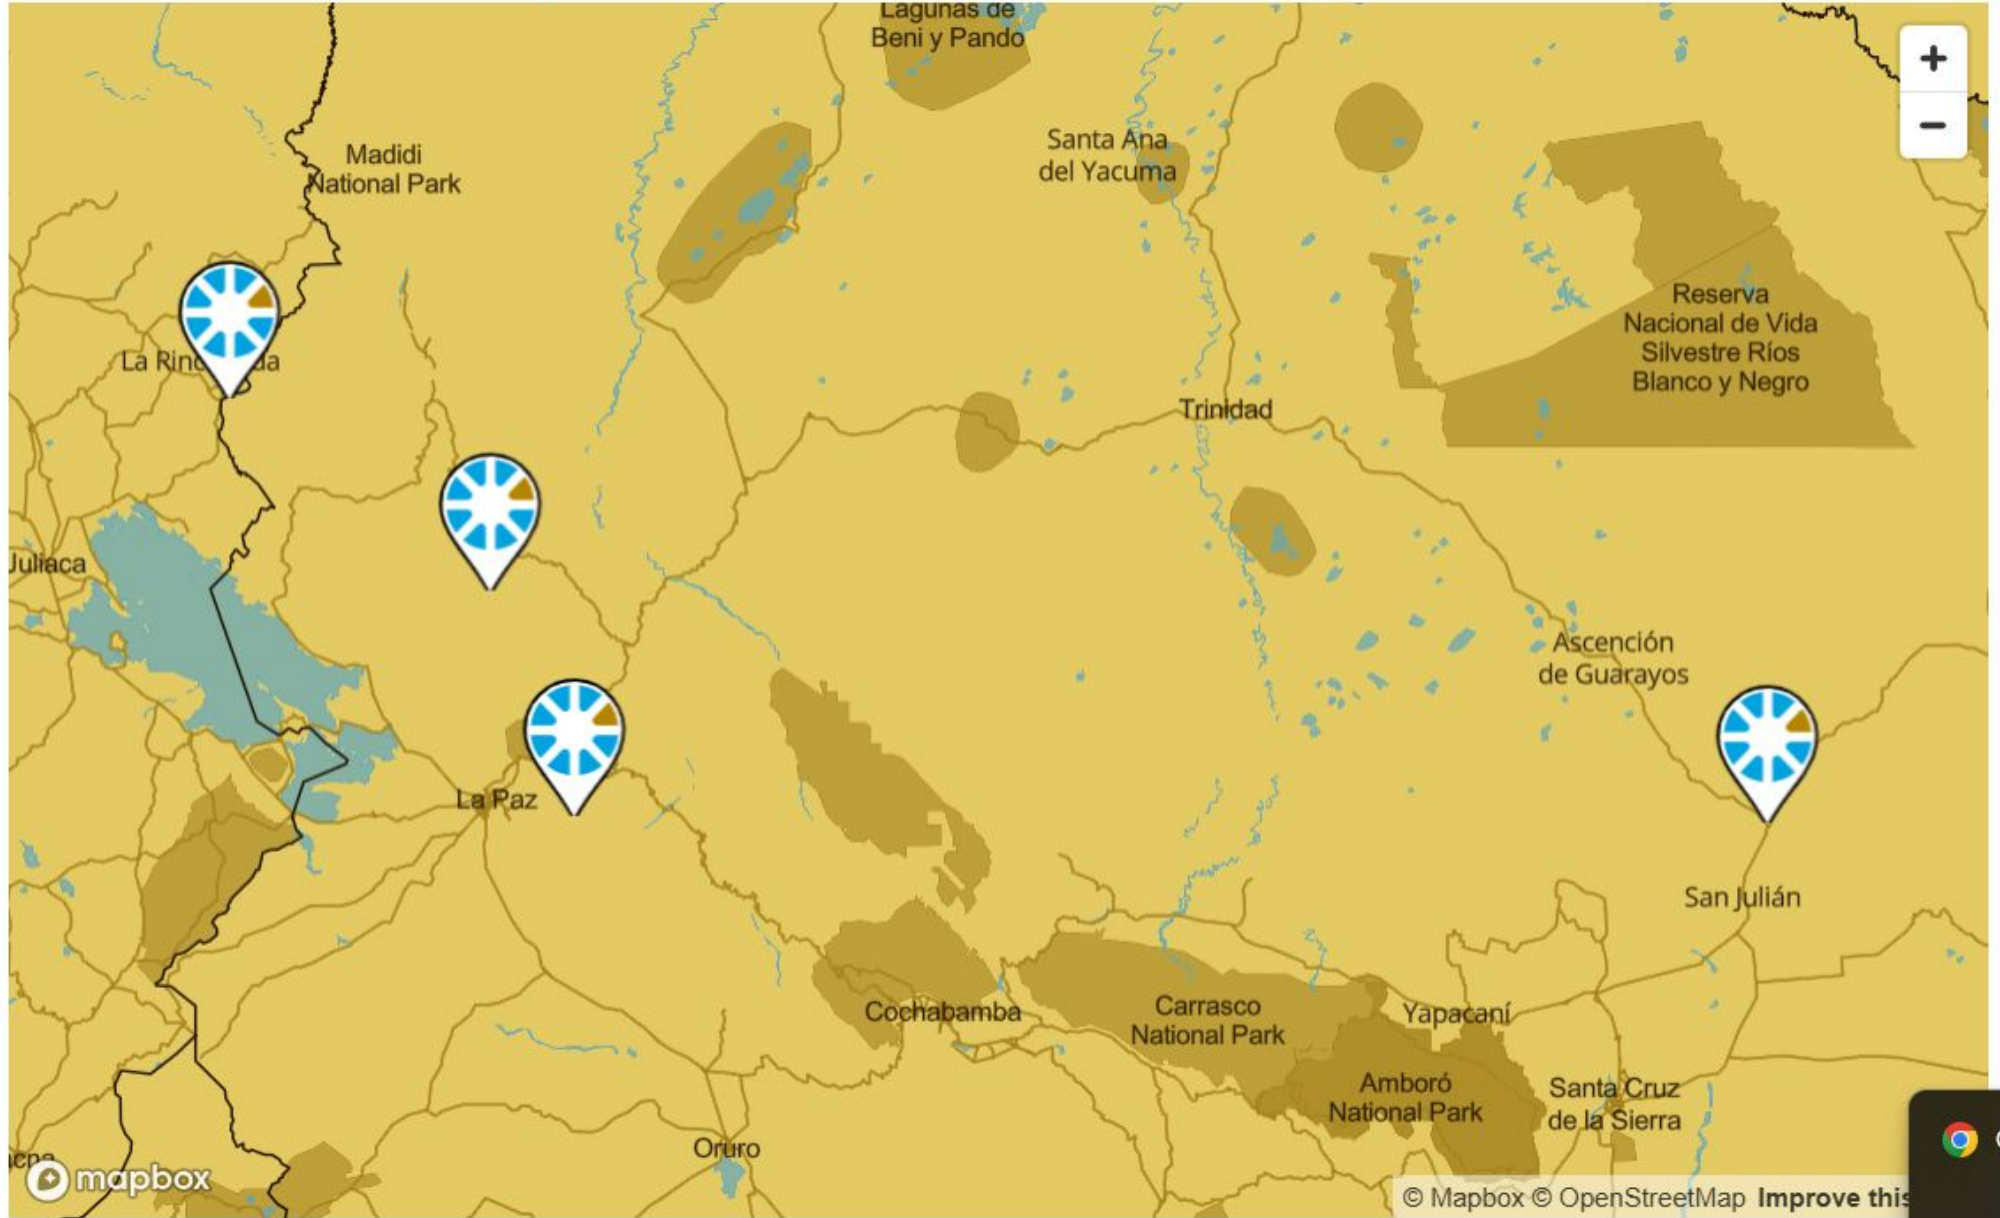 Lagunas de
Beni y Pando
+
−
Santa Ana
del Yacuma
Madidi
National Park
Reserva
Nacional de Vida
Silvestre Ríos
Blanco y Negro
Trinidad
Juliaca
Ascención
de Guarayos
La Paz
San Julián
Cochabamba
Carrasco
National Park
Yapacaní
Amboró
National Park
Santa Cruz
de la Sierra
Oruro
mapbox
© Mapbox © OpenStreetMap Improve this